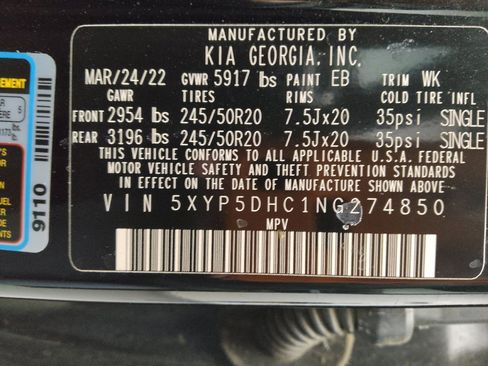 MANUFACTURED BY
KIA GEORGIA, INC.
MAR/24/22 GVWR 5917 lbs PAINT EB TRIM WK
GAWR TIRES RIMS COLD TIRE INFL
FRONT 2954 lbs 245/50R20 7.5Jx20 35psi SINGLE
REAR 3196 lbs 245/50R20 7.5Jx20 35psi SINGLE
THIS VEHICLE CONFORMS TO ALL APPLICABLE U.S.A. FEDERAL
MOTOR VEHICLE SAFETY AND THEFT PREVENTION STANDARDS
IN EFFECT ON THE DATE OF MANUFACTURE SHOWN ABOVE
VIN 5XYP5DHC1NG274850
MPV
5
9110